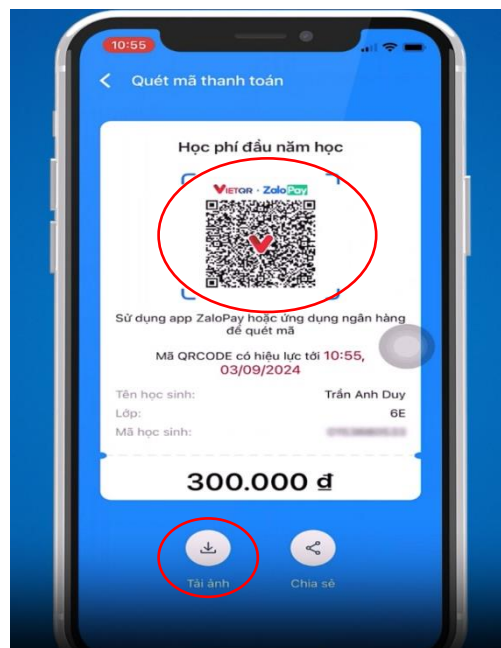 10:55
Quét mã thanh toán
Học phí đầu năm học
VIETQR · ZaloPay
Sử dụng app ZaloPay hoặc ứng dụng ngân hàng
để quét mã
Mã QRCODE có hiệu lực tới 10:55,
03/09/2024
Tên học sinh: Trần Anh Duy
Lớp: 6E
Mã học sinh:
300.000 đ
Tải ảnh Chia sẻ